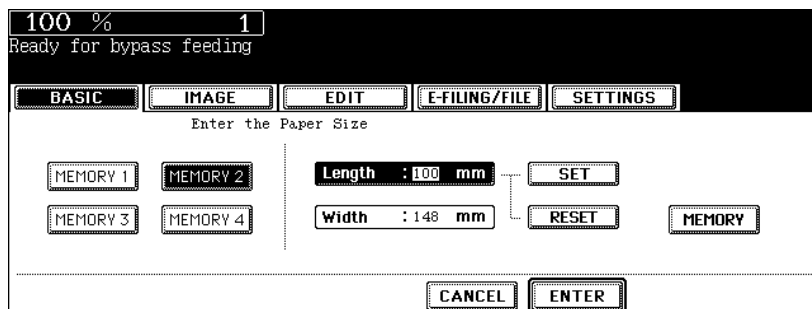 100 % 1
Ready for bypass feeding
BASIC IMAGE EDIT E-FILING/FILE SETTINGS
Enter the Paper Size
MEMORY 1 MEMORY 2 Length :100 mm SET
MEMORY 3 MEMORY 4 Width :148 mm RESET MEMORY
CANCEL ENTER